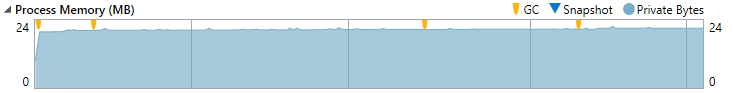 Process Memory (MB) GC Snapshot Private Bytes
24 24
0 0